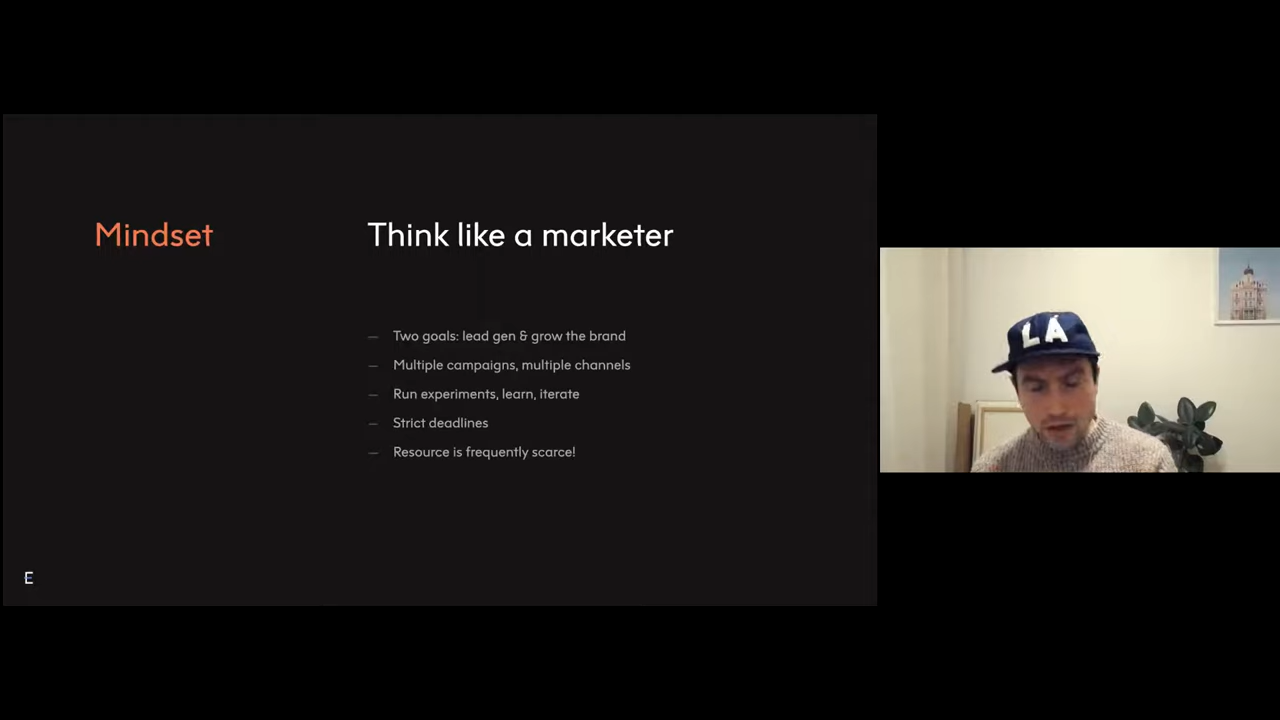 Mindset
Think like a marketer
— Two goals: lead gen & grow the brand
— Multiple campaigns, multiple channels
— Run experiments, learn, iterate
— Strict deadlines
— Resource is frequently scarce!
E
LA